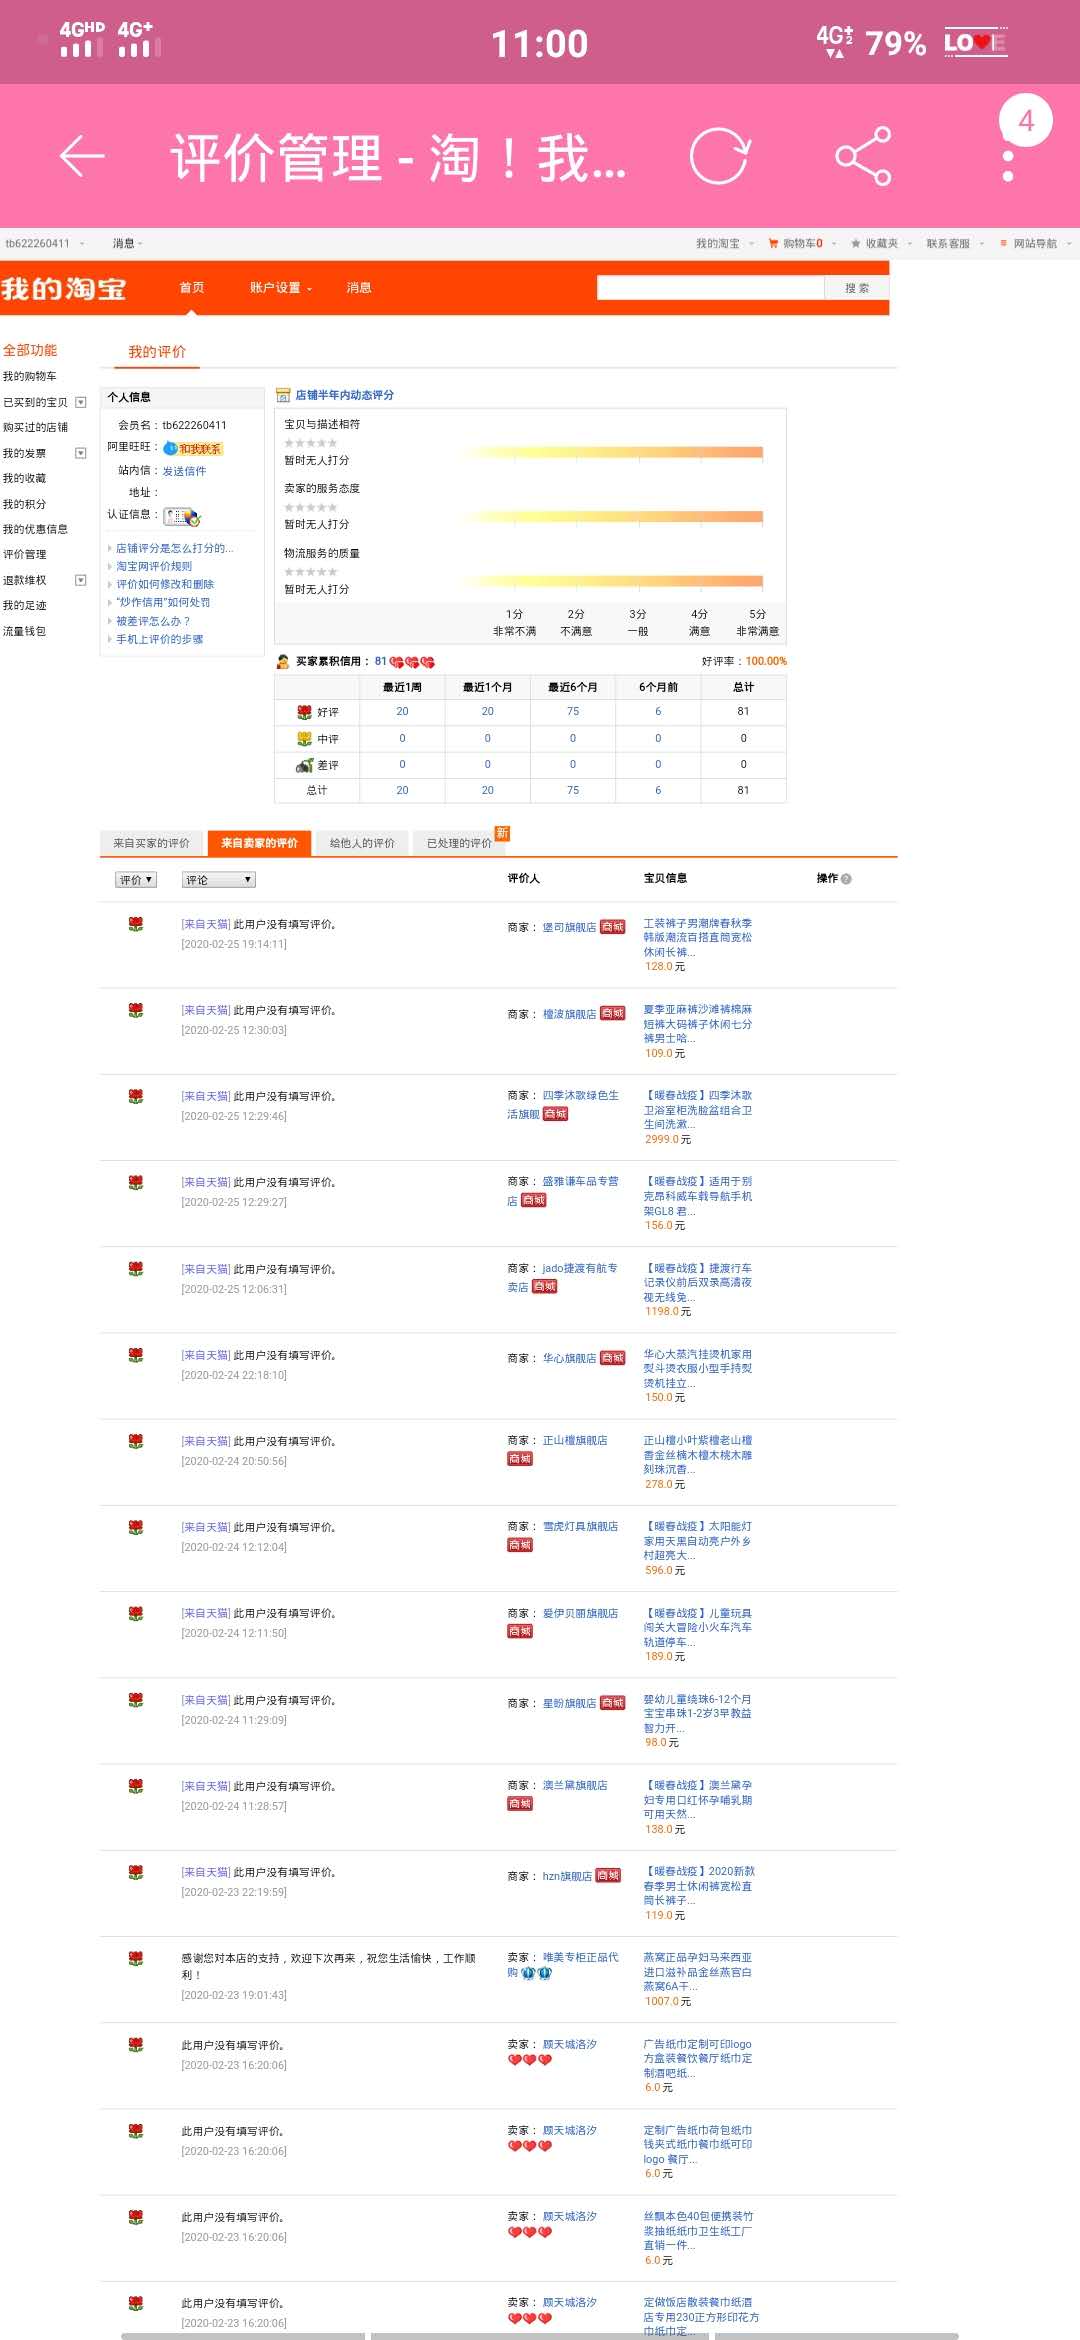 4GHD 4G+ 11:00 4G+2 79% LOVE
评价管理 - 淘！我... 4
tb622260411 消息 我的淘宝 购物车0 收藏夹 联系客服 网站导航
我的淘宝 首页 账户设置 消息 搜 索
全部功能
我的购物车
已买到的宝贝
购买过的店铺
我的发票
我的收藏
我的积分
我的优惠信息
评价管理
退款维权
我的足迹
流量钱包
我的评价
个人信息
会员名：tb622260411
阿里旺旺：和我联系
站内信：发送信件
地址：
认证信息：
店铺评分是怎么打分的...
淘宝网评价规则
评价如何修改和删除
“炒作信用”如何处罚
被差评怎么办？
手机上评价的步骤
店铺半年内动态评分
宝贝与描述相符
暂时无人打分
卖家的服务态度
暂时无人打分
物流服务的质量
暂时无人打分
1分 2分 3分 4分 5分
非常不满 不满意 一般 满意 非常满意
买家累积信用：81 好评率：100.00%
最近1周 最近1个月 最近6个月 6个月前 总计
好评 20 20 75 6 81
中评 0 0 0 0 0
差评 0 0 0 0 0
总计 20 20 75 6 81
来自买家的评价 来自卖家的评价 给他人的评价 已处理的评价 新
评价 评论 评价人 宝贝信息 操作
[来自天猫] 此用户没有填写评价。
[2020-02-25 19:14:11]
商家：堡司旗舰店 商城
工装裤子男潮牌春秋季
韩版潮流百搭直筒宽松
休闲长裤...
128.0 元
[来自天猫] 此用户没有填写评价。
[2020-02-25 12:30:03]
商家：檀波旗舰店 商城
夏季亚麻裤沙滩裤棉麻
短裤大码裤子休闲七分
裤男士哈...
109.0 元
[来自天猫] 此用户没有填写评价。
[2020-02-25 12:29:46]
商家：四季沐歌绿色生
活旗舰 商城
【暖春战疫】四季沐歌
卫浴室柜洗脸盆组合卫
生间洗漱...
2999.0 元
[来自天猫] 此用户没有填写评价。
[2020-02-25 12:29:27]
商家：盛雅谦车品专营
店 商城
【暖春战疫】适用于别
克昂科威车载导航手机
架GL8 君...
156.0 元
[来自天猫] 此用户没有填写评价。
[2020-02-25 12:06:31]
商家：jado捷渡有航专
卖店 商城
【暖春战疫】捷渡行车
记录仪前后双录高清夜
视无线免...
1198.0 元
[来自天猫] 此用户没有填写评价。
[2020-02-24 22:18:10]
商家：华心旗舰店 商城
华心大蒸汽挂烫机家用
熨斗烫衣服小型手持熨
烫机挂立...
150.0 元
[来自天猫] 此用户没有填写评价。
[2020-02-24 20:50:56]
商家：正山檀旗舰店
商城
正山檀小叶紫檀老山檀
香金丝楠木檀木桃木雕
刻珠沉香...
278.0 元
[来自天猫] 此用户没有填写评价。
[2020-02-24 12:12:04]
商家：雪虎灯具旗舰店
商城
【暖春战疫】太阳能灯
家用天黑自动亮户外乡
村超亮大...
596.0 元
[来自天猫] 此用户没有填写评价。
[2020-02-24 12:11:50]
商家：爱伊贝丽旗舰店
商城
【暖春战疫】儿童玩具
闯关大冒险小火车汽车
轨道停车...
189.0 元
[来自天猫] 此用户没有填写评价。
[2020-02-24 11:29:09]
商家：星盼旗舰店 商城
婴幼儿童绕珠6-12个月
宝宝串珠1-2岁3早教益
智力开...
98.0 元
[来自天猫] 此用户没有填写评价。
[2020-02-24 11:28:57]
商家：澳兰黛旗舰店
商城
【暖春战疫】澳兰黛孕
妇专用口红怀孕哺乳期
可用天然...
138.0 元
[来自天猫] 此用户没有填写评价。
[2020-02-23 22:19:59]
商家：hzn旗舰店 商城
【暖春战疫】2020新款
春季男士休闲裤宽松直
筒长裤子...
119.0 元
感谢您对本店的支持，欢迎下次再来，祝您生活愉快，工作顺
利！
[2020-02-23 19:01:43]
卖家：唯美专柜正品代
购
燕窝正品孕妇马来西亚
进口滋补品金丝燕官白
燕窝6A干...
1007.0 元
此用户没有填写评价。
[2020-02-23 16:20:06]
卖家：顾天城洛汐
广告纸巾定制可印logo
方盒装餐饮餐厅纸巾定
制酒吧纸...
6.0 元
此用户没有填写评价。
[2020-02-23 16:20:06]
卖家：顾天城洛汐
定制广告纸巾荷包纸巾
钱夹式纸巾餐巾纸可印
logo 餐厅...
6.0 元
此用户没有填写评价。
[2020-02-23 16:20:06]
卖家：顾天城洛汐
丝飘本色40包便携装竹
浆抽纸纸巾卫生纸工厂
直销一件...
6.0 元
此用户没有填写评价。
[2020-02-23 16:20:06]
卖家：顾天城洛汐
定做饭店散装餐巾纸酒
店专用230正方形印花方
巾纸巾定...